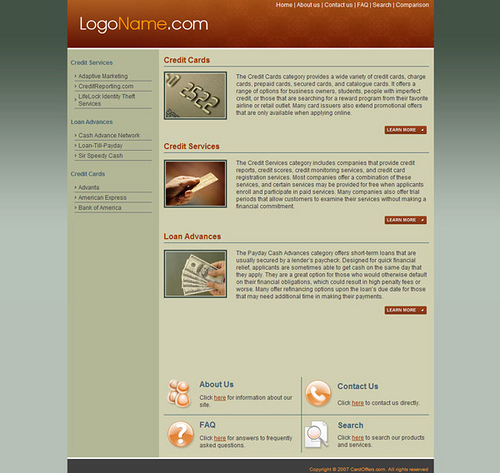 Home | About us | Contact us | FAQ | Search | Comparison
LogoName.com
Credit Services
Adaptive Marketing
CreditReporting.com
LifeLock Identity Theft
Services
Loan Advances
Cash Advance Network
Loan-Till-Payday
Sir Speedy Cash
Credit Cards
Advanta
American Express
Bank of America
Credit Cards
2522
The Credit Cards category provides a wide variety of credit cards, charge
cards, prepaid cards, secured cards, and catalogue cards. It offers a
range of options for business owners, students, people with imperfect
credit, or those that are searching for a reward program from their favorite
airline or retail outlet. Many card issuers also extend promotional offers
that are only available when applying online.
LEARN MORE
Credit Services
The Credit Services category includes companies that provide credit
reports, credit scores, credit monitoring services, and credit card
registration services. Most companies offer a combination of these
services, and certain services may be provided for free when applicants
enroll and participate in paid services. Many companies also offer trial
periods that allow customers to examine their services without making a
financial commitment.
LEARN MORE
Loan Advances
The Payday Cash Advances category offers short-term loans that are
usually secured by a lender's paycheck. Designed for quick financial
relief, applicants are sometimes able to get cash on the same day that
they apply. They are a great option for those who would otherwise default
on their financial obligations, which could result in high penalty fees or
worse. Many offer refinancing options upon the loan's due date for those
that may need additional time in making their payments.
LEARN MORE
About Us
Click here for information about our
site.
Contact Us
Click here to contact us directly.
FAQ
Click here for answers to frequently
asked questions.
Search
Click here to search our products
and services.
Copyright © 2007 CardOffers.com. All rights reserved.